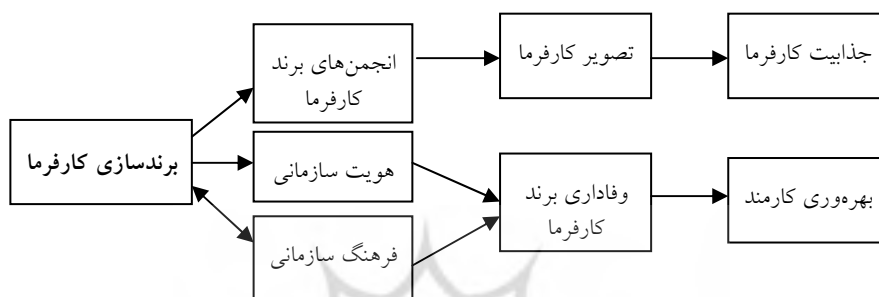 انجمن‌های برند
کارفرما
تصویر کارفرما
جذابیت کارفرما
برندسازی کارفرما
هویت سازمانی
وفاداری برند
کارفرما
بهره‌وری کارمند
فرهنگ سازمانی